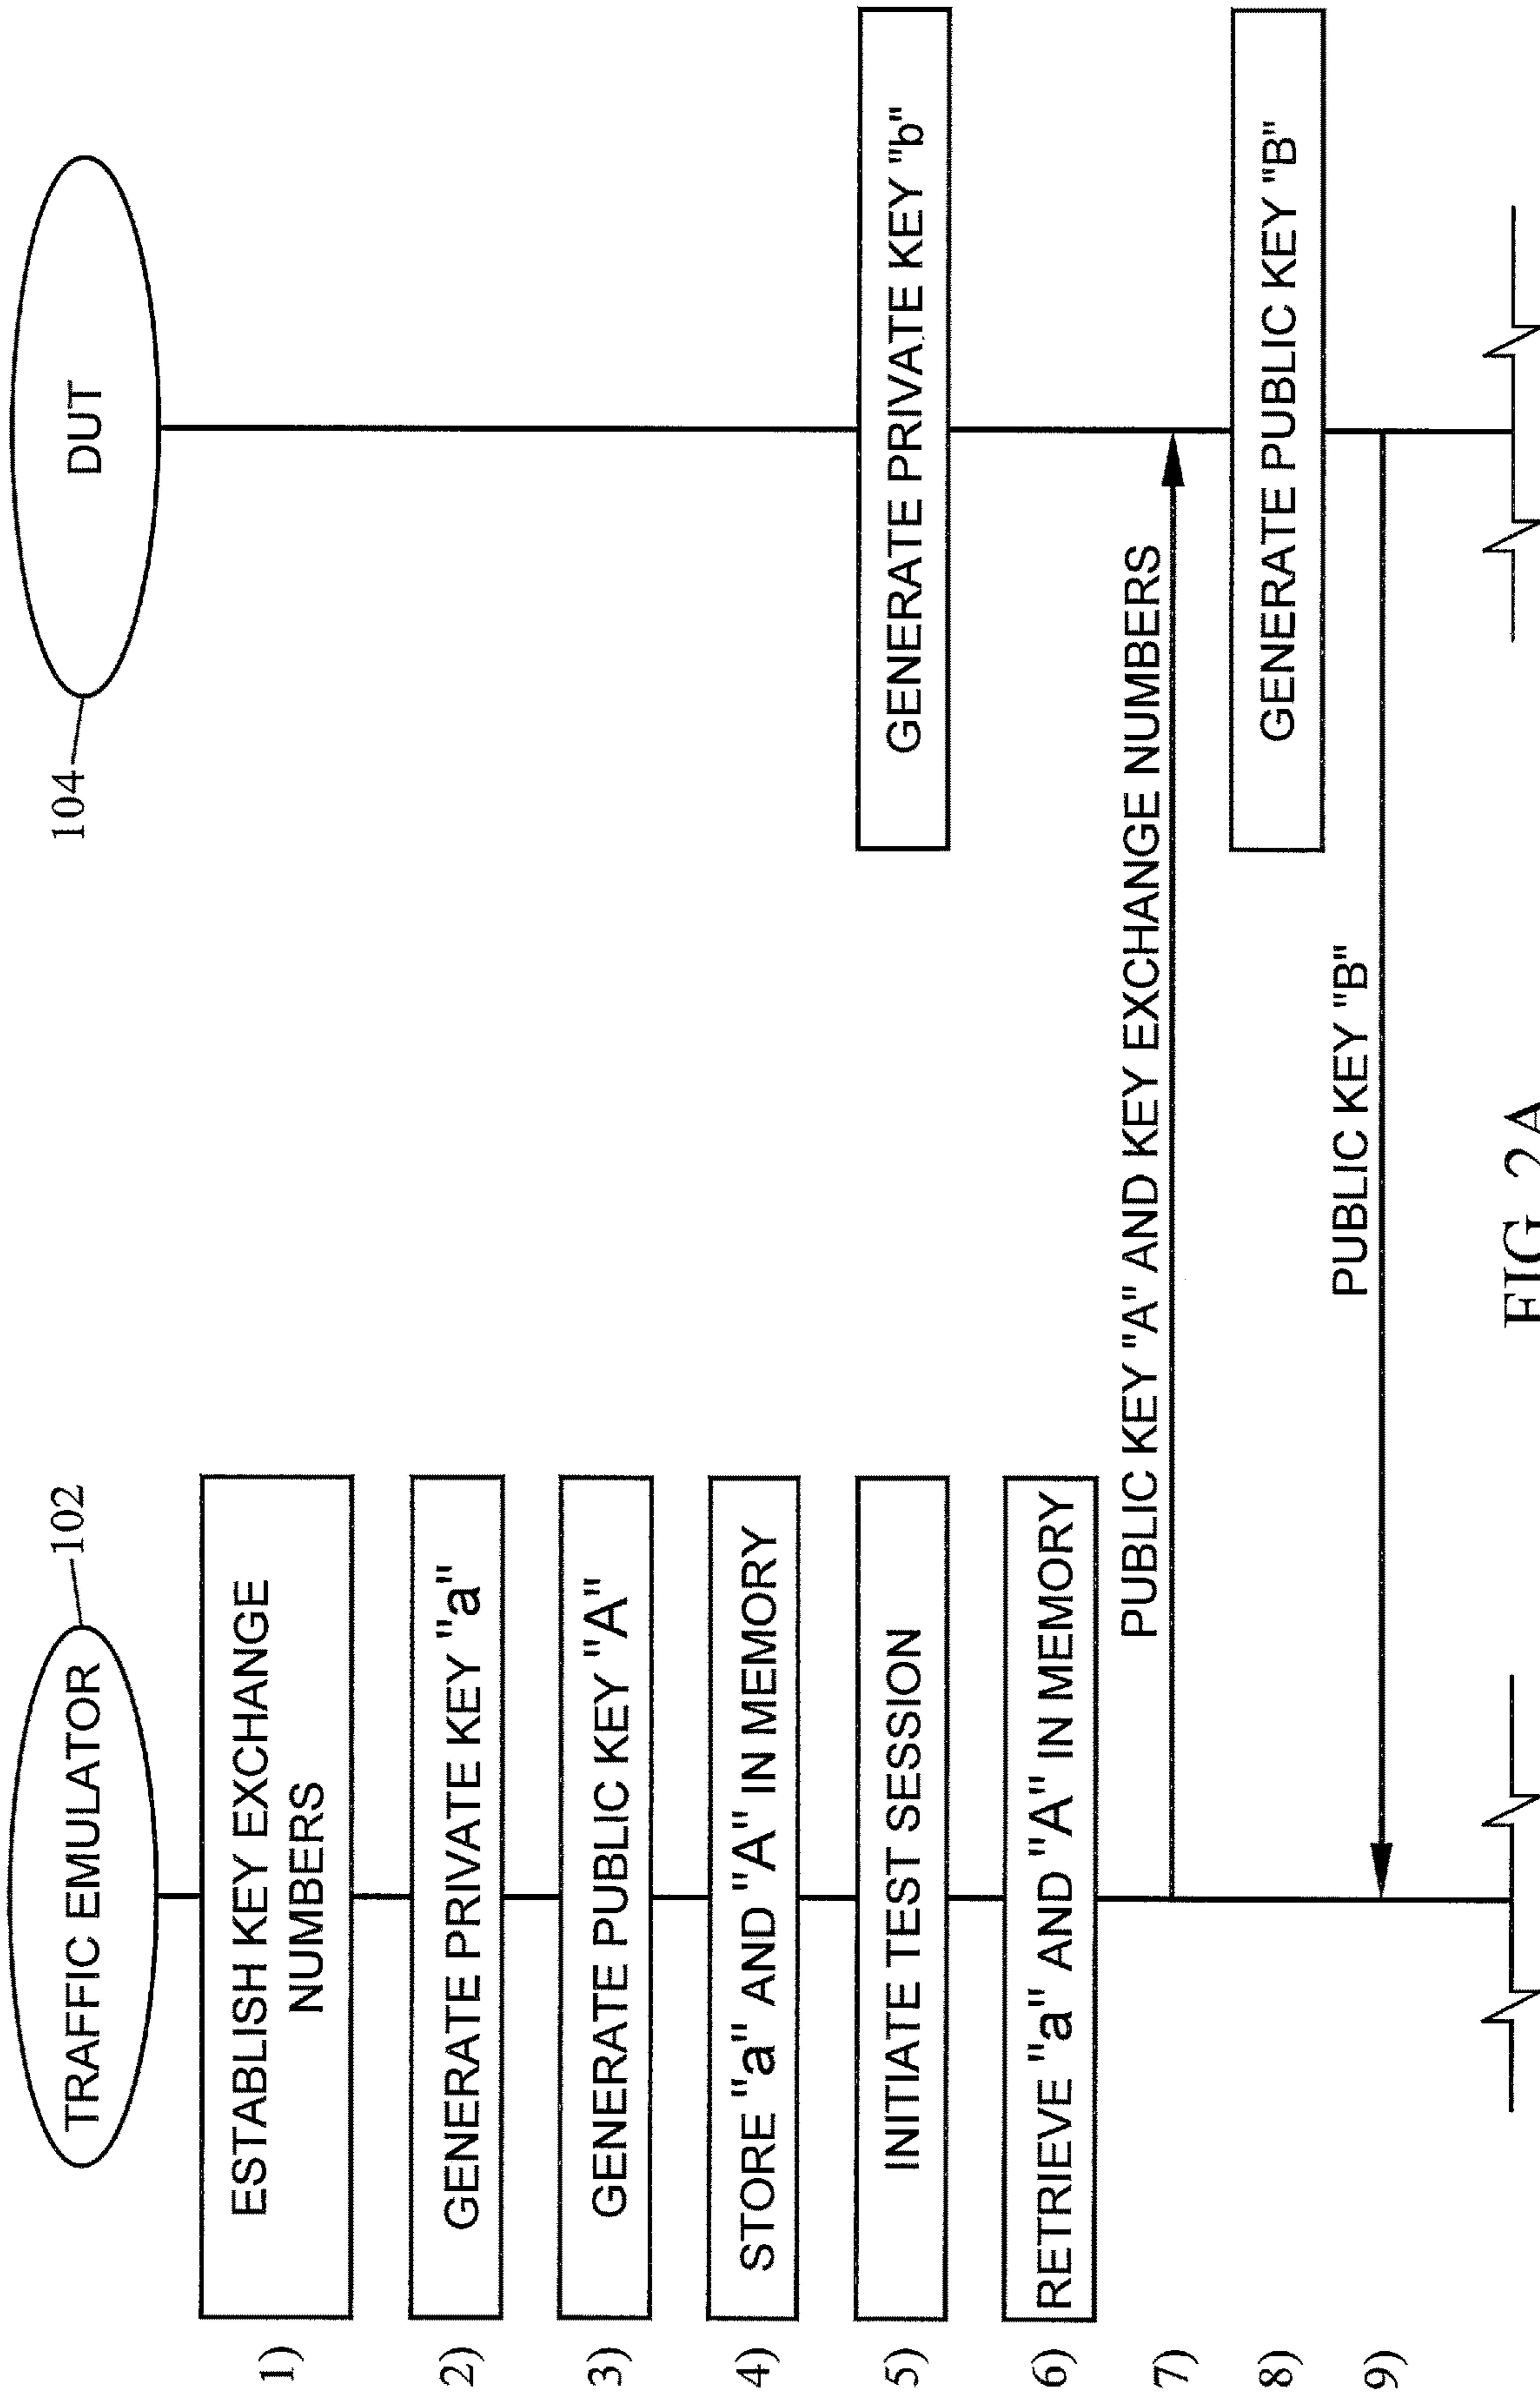 TRAFFIC EMULATOR
102
104
DUT
1)
ESTABLISH KEY EXCHANGE
NUMBERS
2)
GENERATE PRIVATE KEY "a"
3)
GENERATE PUBLIC KEY "A"
4)
STORE "a" AND "A" IN MEMORY
5)
INITIATE TEST SESSION
GENERATE PRIVATE KEY "b"
6)
RETRIEVE "a" AND "A" IN MEMORY
7)
PUBLIC KEY "A" AND KEY EXCHANGE NUMBERS
8)
GENERATE PUBLIC KEY "B"
9)
PUBLIC KEY "B"
FIG. 2A